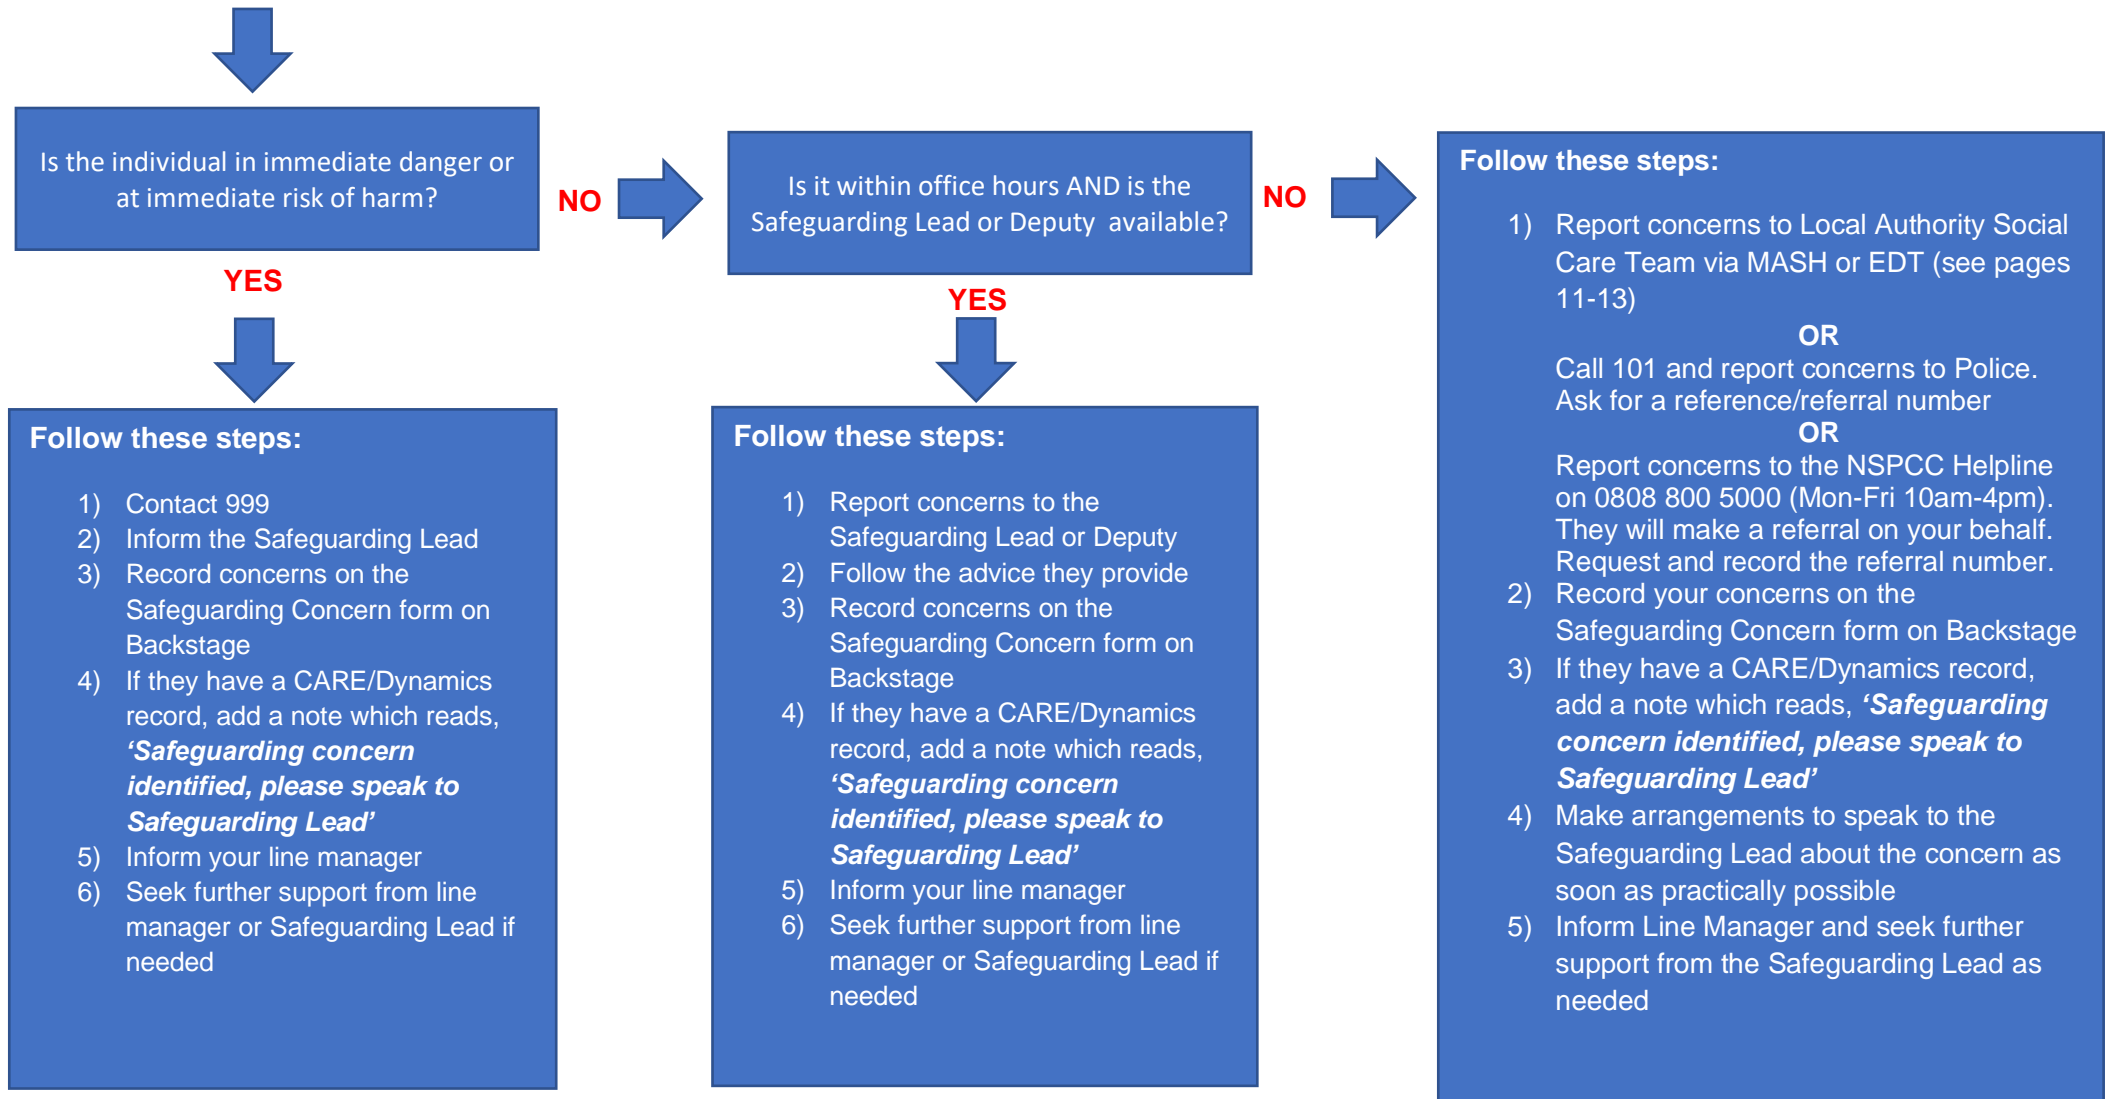 Is the individual in immediate danger or
at immediate risk of harm?
NO
YES
Is it within office hours AND is the
Safeguarding Lead or Deputy  available?
NO
YES
Follow these steps:
1) Contact 999
2) Inform the Safeguarding Lead
3) Record concerns on the
Safeguarding Concern form on
Backstage
4) If they have a CARE/Dynamics
record, add a note which reads,
‘Safeguarding concern
identified, please speak to
Safeguarding Lead’
5) Inform your line manager
6) Seek further support from line
manager or Safeguarding Lead if
needed
Follow these steps:
1) Report concerns to the
Safeguarding Lead or Deputy
2) Follow the advice they provide
3) Record concerns on the
Safeguarding Concern form on
Backstage
4) If they have a CARE/Dynamics
record, add a note which reads,
‘Safeguarding concern
identified, please speak to
Safeguarding Lead’
5) Inform your line manager
6) Seek further support from line
manager or Safeguarding Lead if
needed
Follow these steps:
1) Report concerns to Local Authority Social
Care Team via MASH or EDT (see pages
11-13)
OR
Call 101 and report concerns to Police.
Ask for a reference/referral number
OR
Report concerns to the NSPCC Helpline
on 0808 800 5000 (Mon-Fri 10am-4pm).
They will make a referral on your behalf.
Request and record the referral number.
2) Record your concerns on the
Safeguarding Concern form on Backstage
3) If they have a CARE/Dynamics record,
add a note which reads, ‘Safeguarding
concern identified, please speak to
Safeguarding Lead’
4) Make arrangements to speak to the
Safeguarding Lead about the concern as
soon as practically possible
5) Inform Line Manager and seek further
support from the Safeguarding Lead as
needed